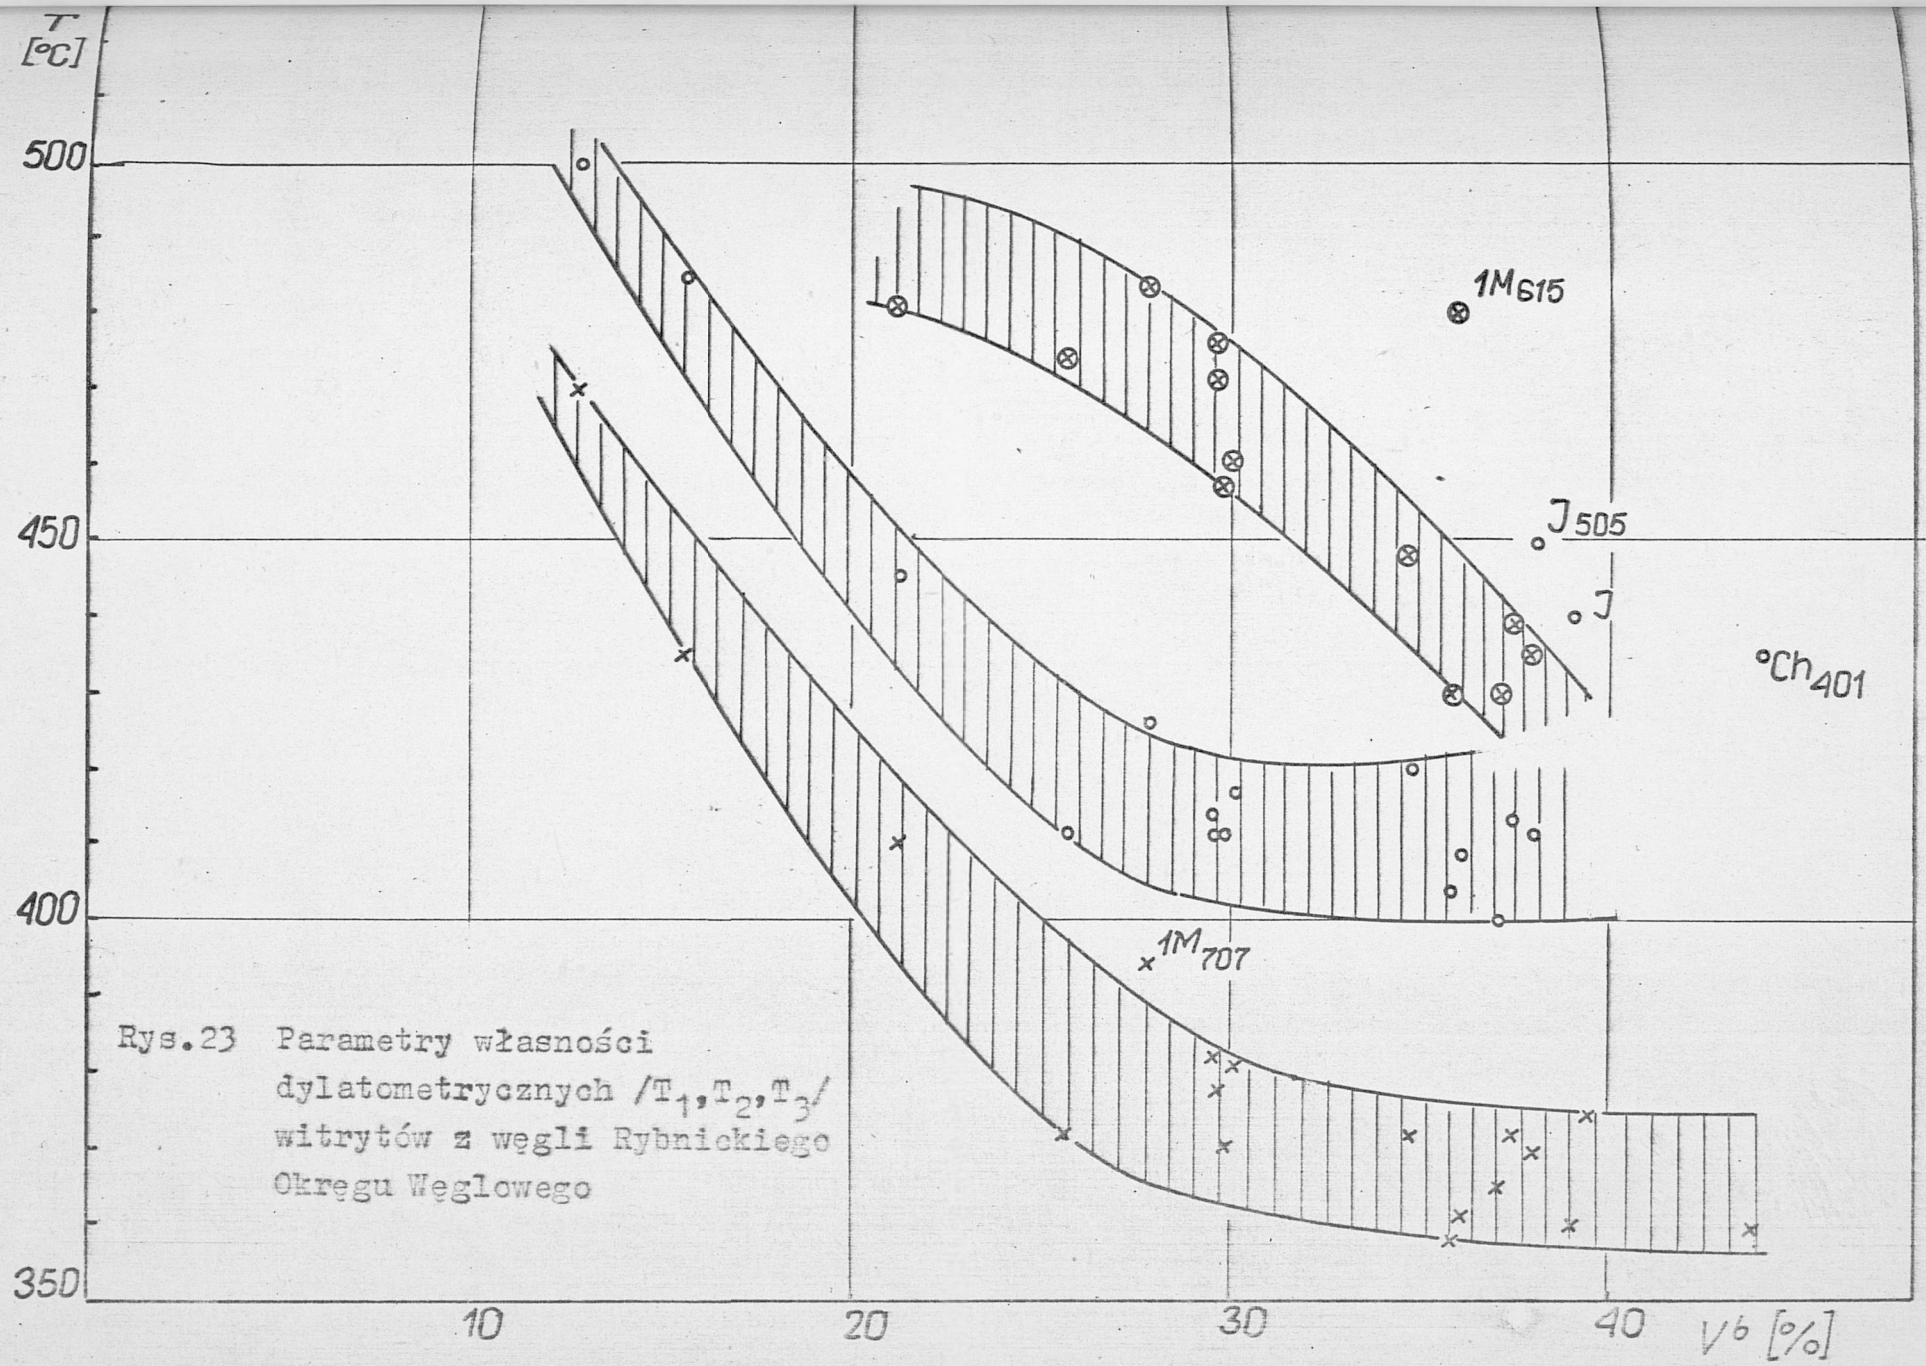 T
[°C]
500
1M615
450
J505
J
Ch401
400
1M707
Rys.23 Parametry własności
dylatometrycznych /T1,T2,T3/
witrytów z węgli Rybnickiego
Okręgu Węglowego
350
10 20 30 40 V⁶ [%]